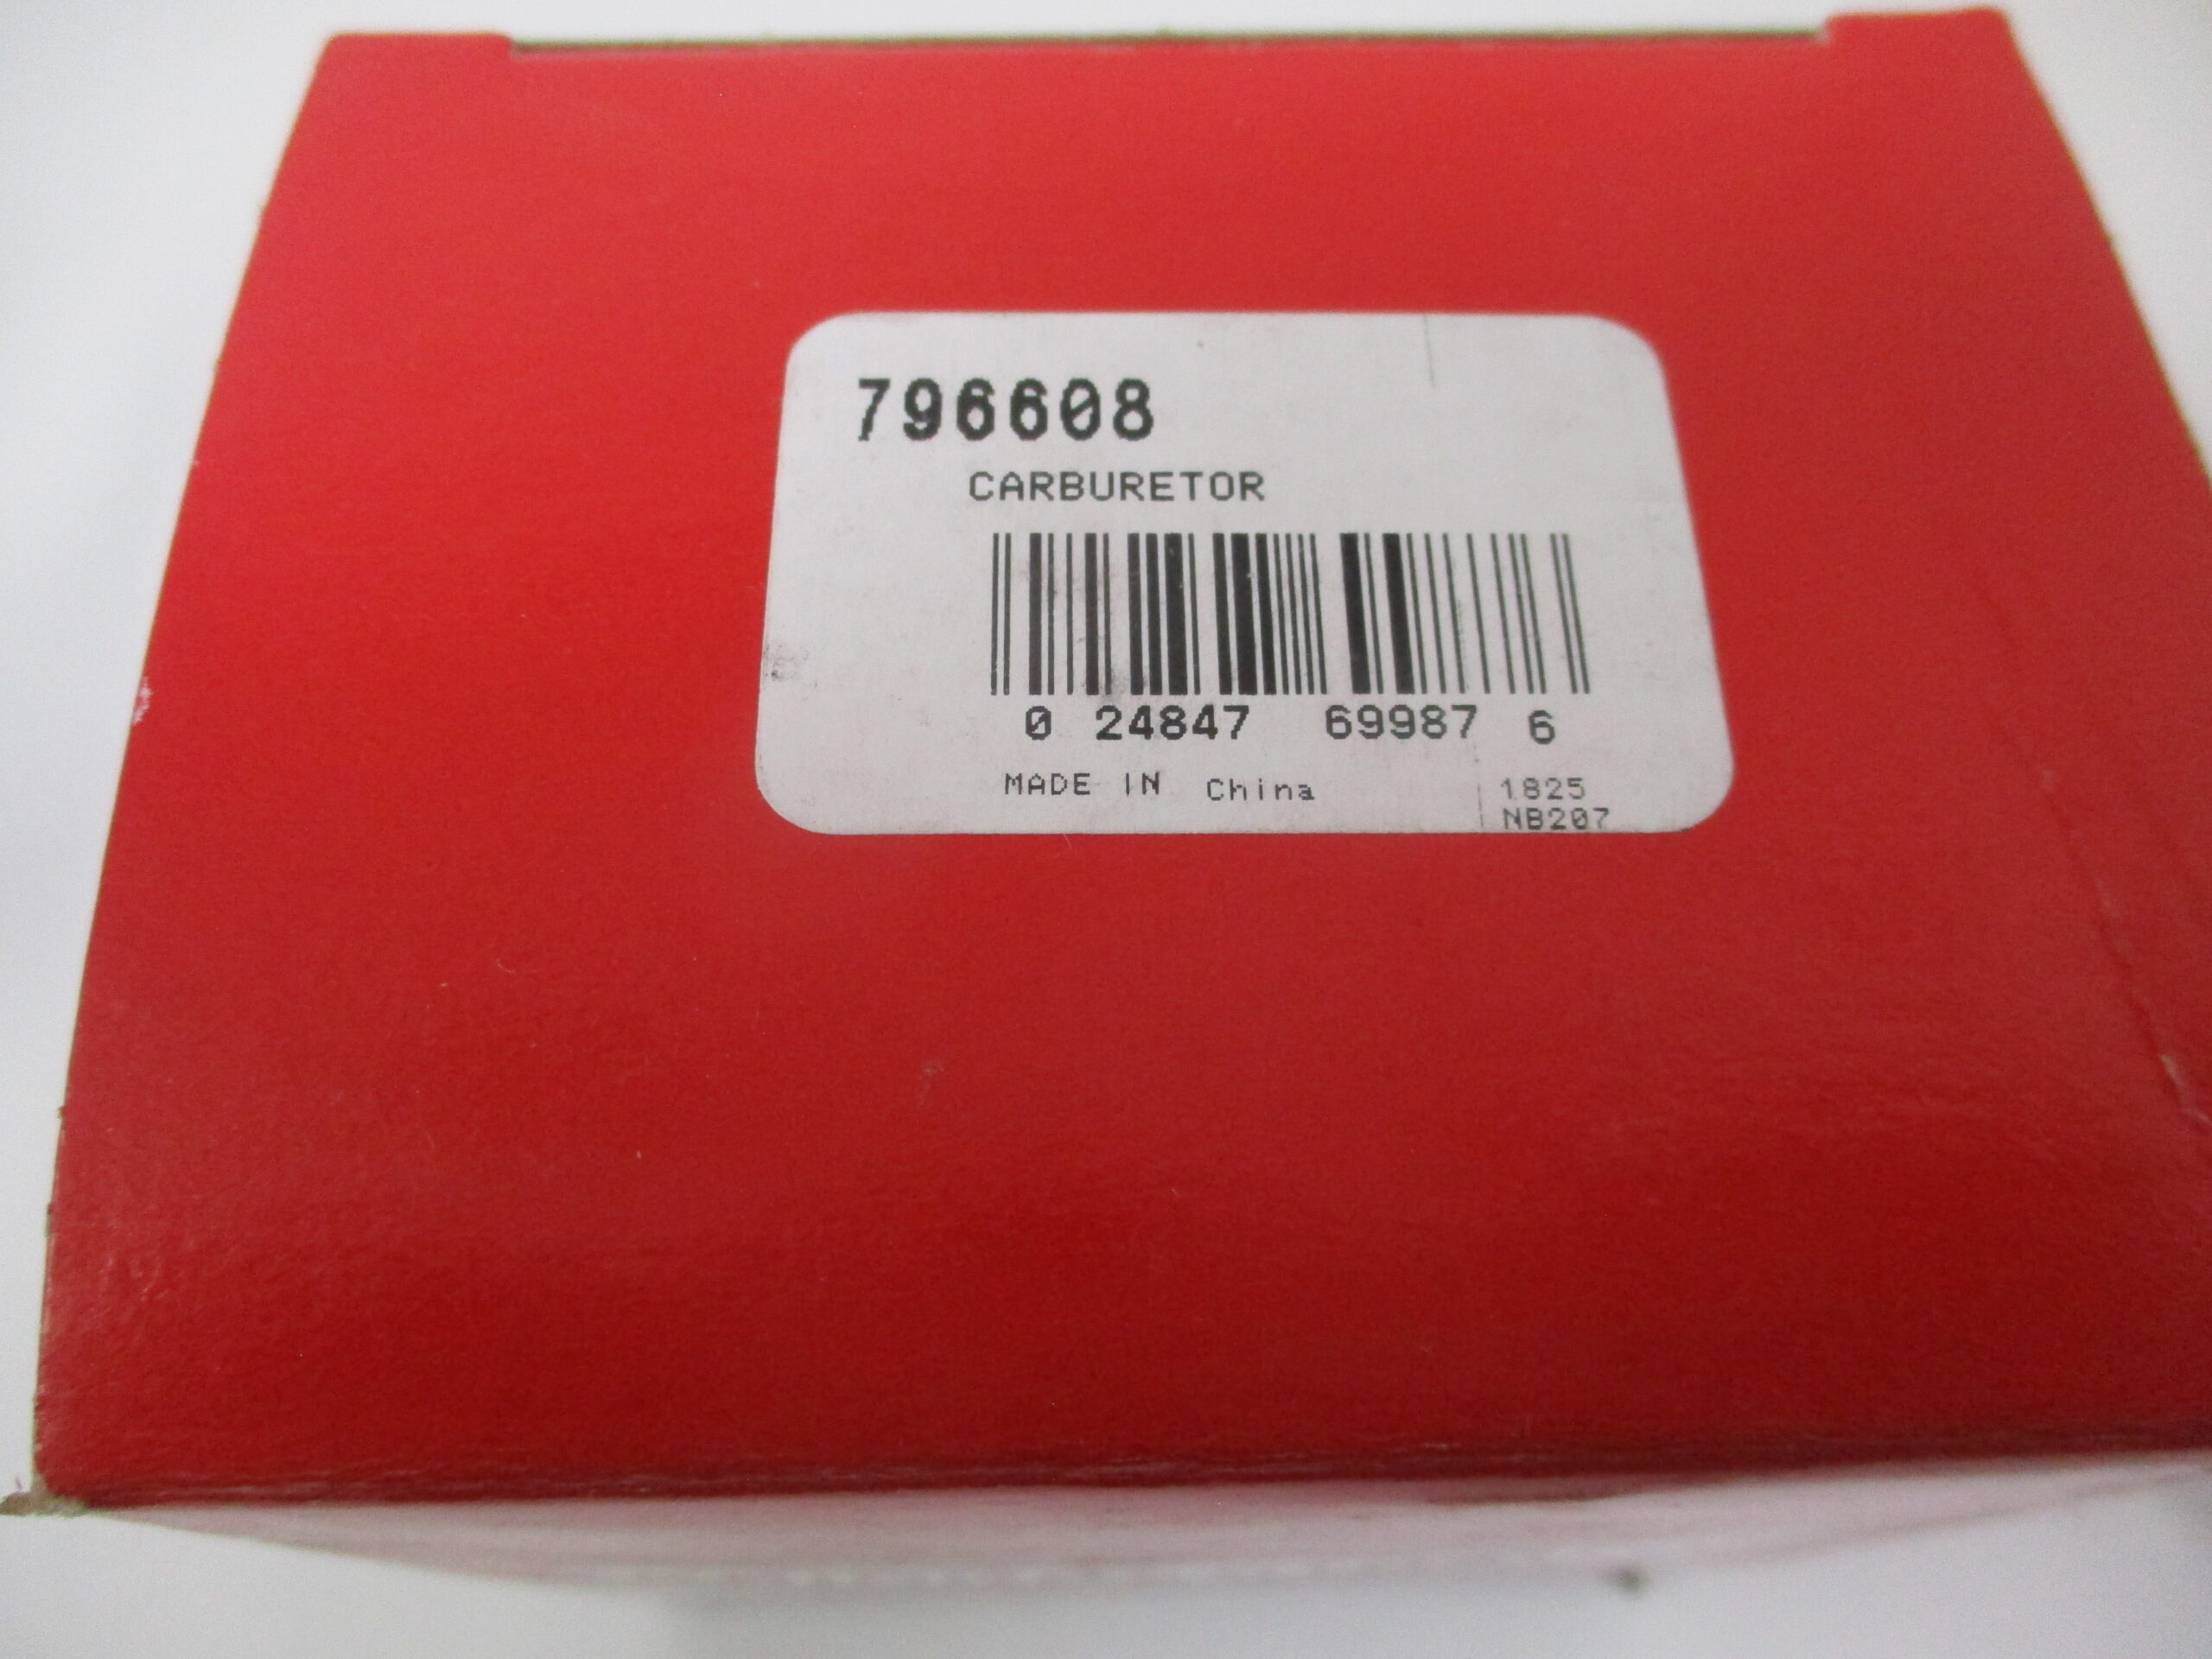 796608
CARBURETOR
0 24847 69987 6
MADE IN China 1825
NB207